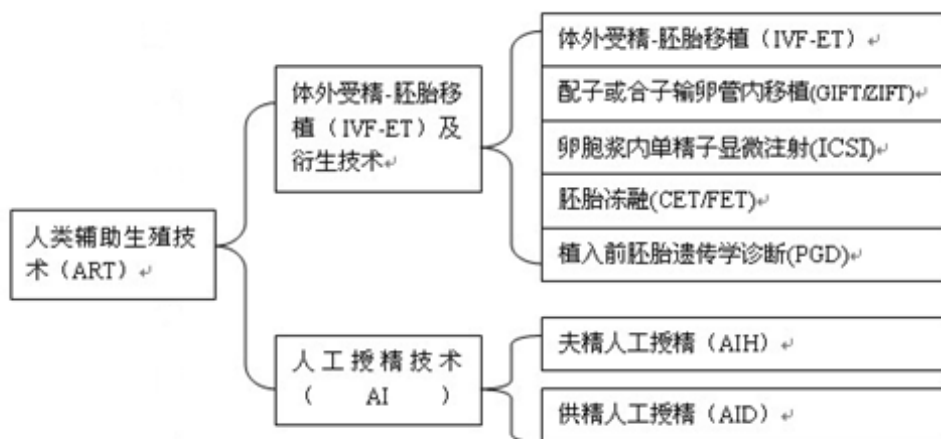 人类辅助生殖技
术（ART）
体外受精-胚胎移
植（IVF-ET）及
衍生技术
体外受精-胚胎移植（IVF-ET）
配子或合子输卵管内移植(GIFT/ZIFT)
卵胞浆内单精子显微注射(ICSI)
胚胎冻融(CET/FET)
植入前胚胎遗传学诊断(PGD)
人工授精技术
（ AI ）
夫精人工授精（AIH）
供精人工授精（AID）